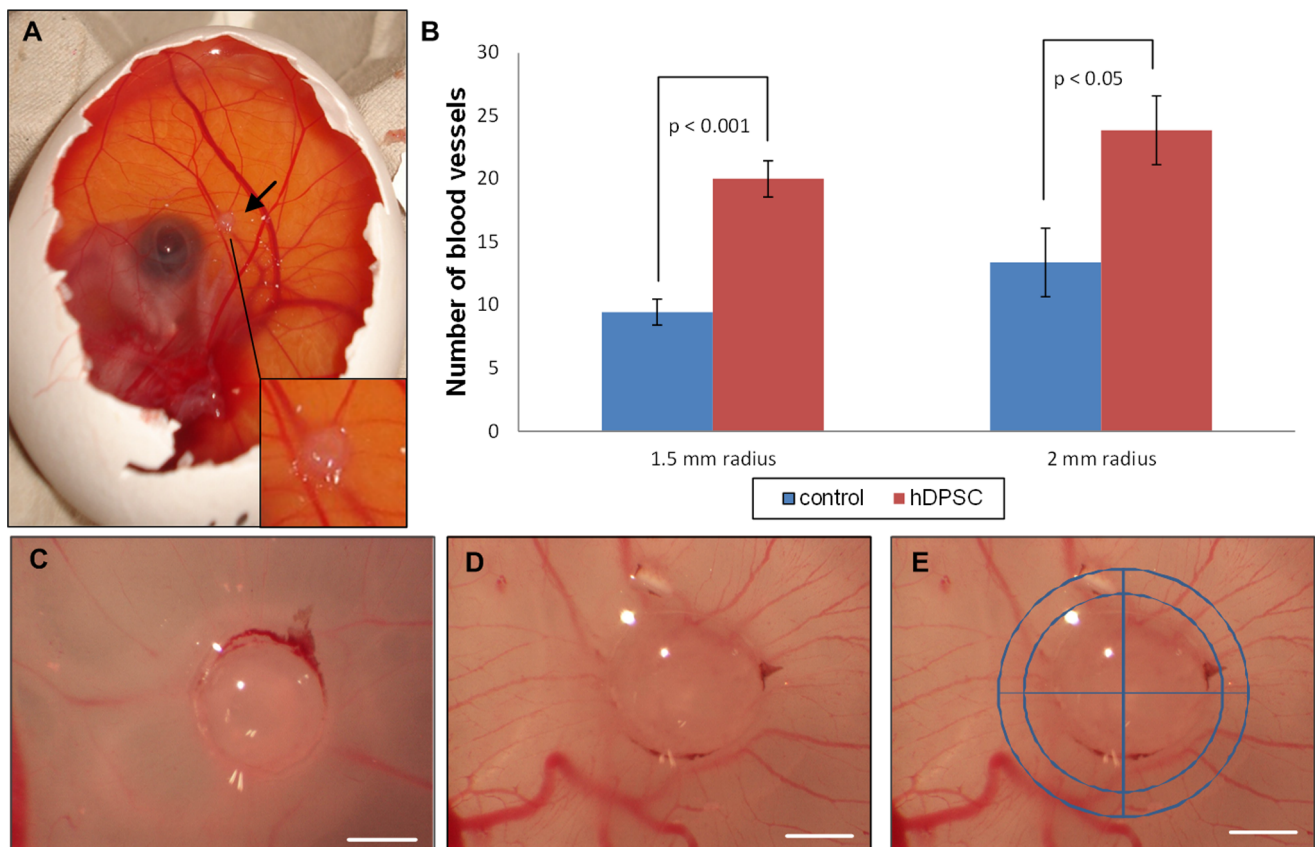 A
B
Number of blood vessels
30
25
20
15
10
5
0
p < 0.001
p < 0.05
1.5 mm radius
2 mm radius
control
hDPSC
C
D
E